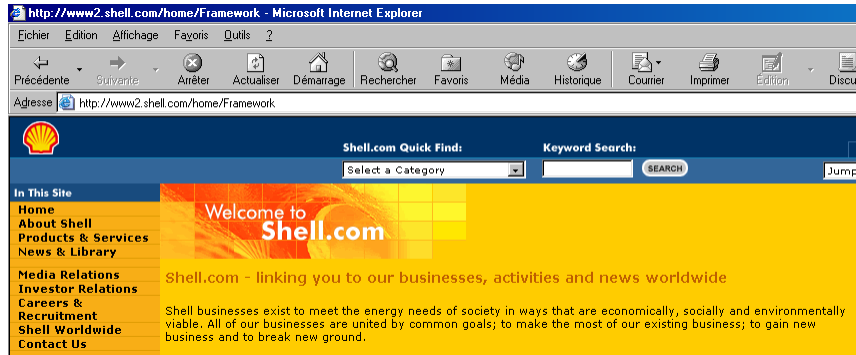 http://www2.shell.com/home/Framework - Microsoft Internet Explorer
Fichier Edition Affichage Favoris Outils ?
Précédente Suivante Arrêter Actualiser Démarrage Rechercher Favoris Média Historique Courrier Imprimer Edition Discu
Adresse http://www2.shell.com/home/Framework
Shell.com Quick Find: Keyword Search:
Select a Category SEARCH Jump
In This Site
Home
About Shell
Products & Services
News & Library
Media Relations
Investor Relations
Careers &
Recruitment
Shell Worldwide
Contact Us
Welcome to
Shell.com
Shell.com - linking you to our businesses, activities and news worldwide
Shell businesses exist to meet the energy needs of society in ways that are economically, socially and environmentally
viable. All of our businesses are united by common goals; to make the most of our existing business; to gain new
business and to break new ground.